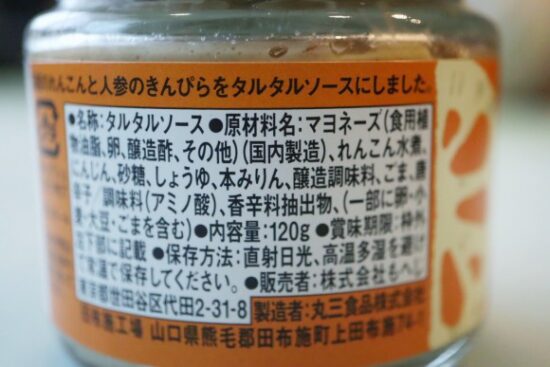 のれんこんと人参のきんぴらをタルタルソースにしました。
●名称:タルタルソース●原材料名:マヨネーズ(食用植
物油脂、卵、醸造酢、その他)(国内製造)、れんこん水煮、
にんじん、砂糖、しょうゆ、本みりん、醸造調味料、ごま、唐
辛子/調味料(アミノ酸)、香辛料抽出物、(一部に卵・小
麦・大豆・ごまを含む)●内容量:120g●賞味期限:枠外
右下部に記載●保存方法:直射日光、高温多湿を避け
て常温で保存してください。●販売者:株式会社もへじ
東京都世田谷区代田2-31-8 製造者:丸三食品株式会社
工場 山口県熊毛郡田布施町上田布施